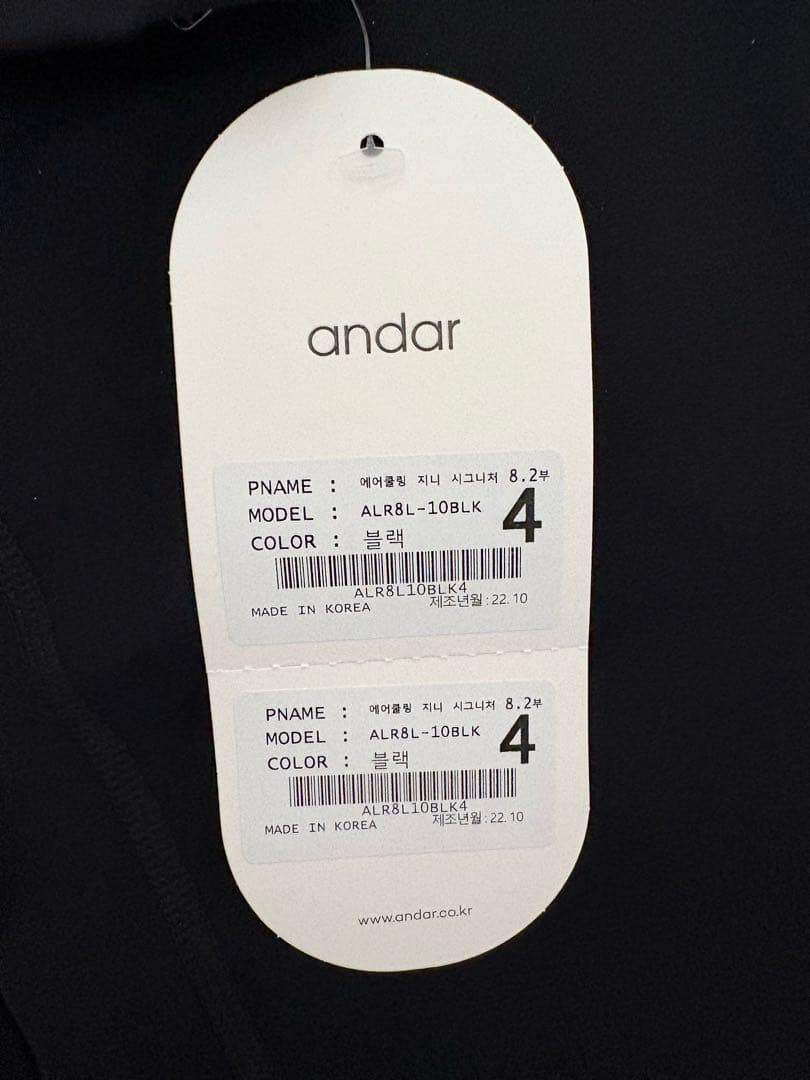 andar
PNAME : 에어쿨링 지니 시그니처 8.2부
MODEL : ALR8L-10BLK 4
COLOR : 블랙
ALR8L10BLK4
MADE IN KOREA 제조년월 : 22. 10
PNAME : 에어쿨링 지니 시그니처 8.2부
MODEL : ALR8L-10BLK 4
COLOR : 블랙
ALR8L10BLK4
MADE IN KOREA 제조년월 : 22. 10
www.andar.co.kr